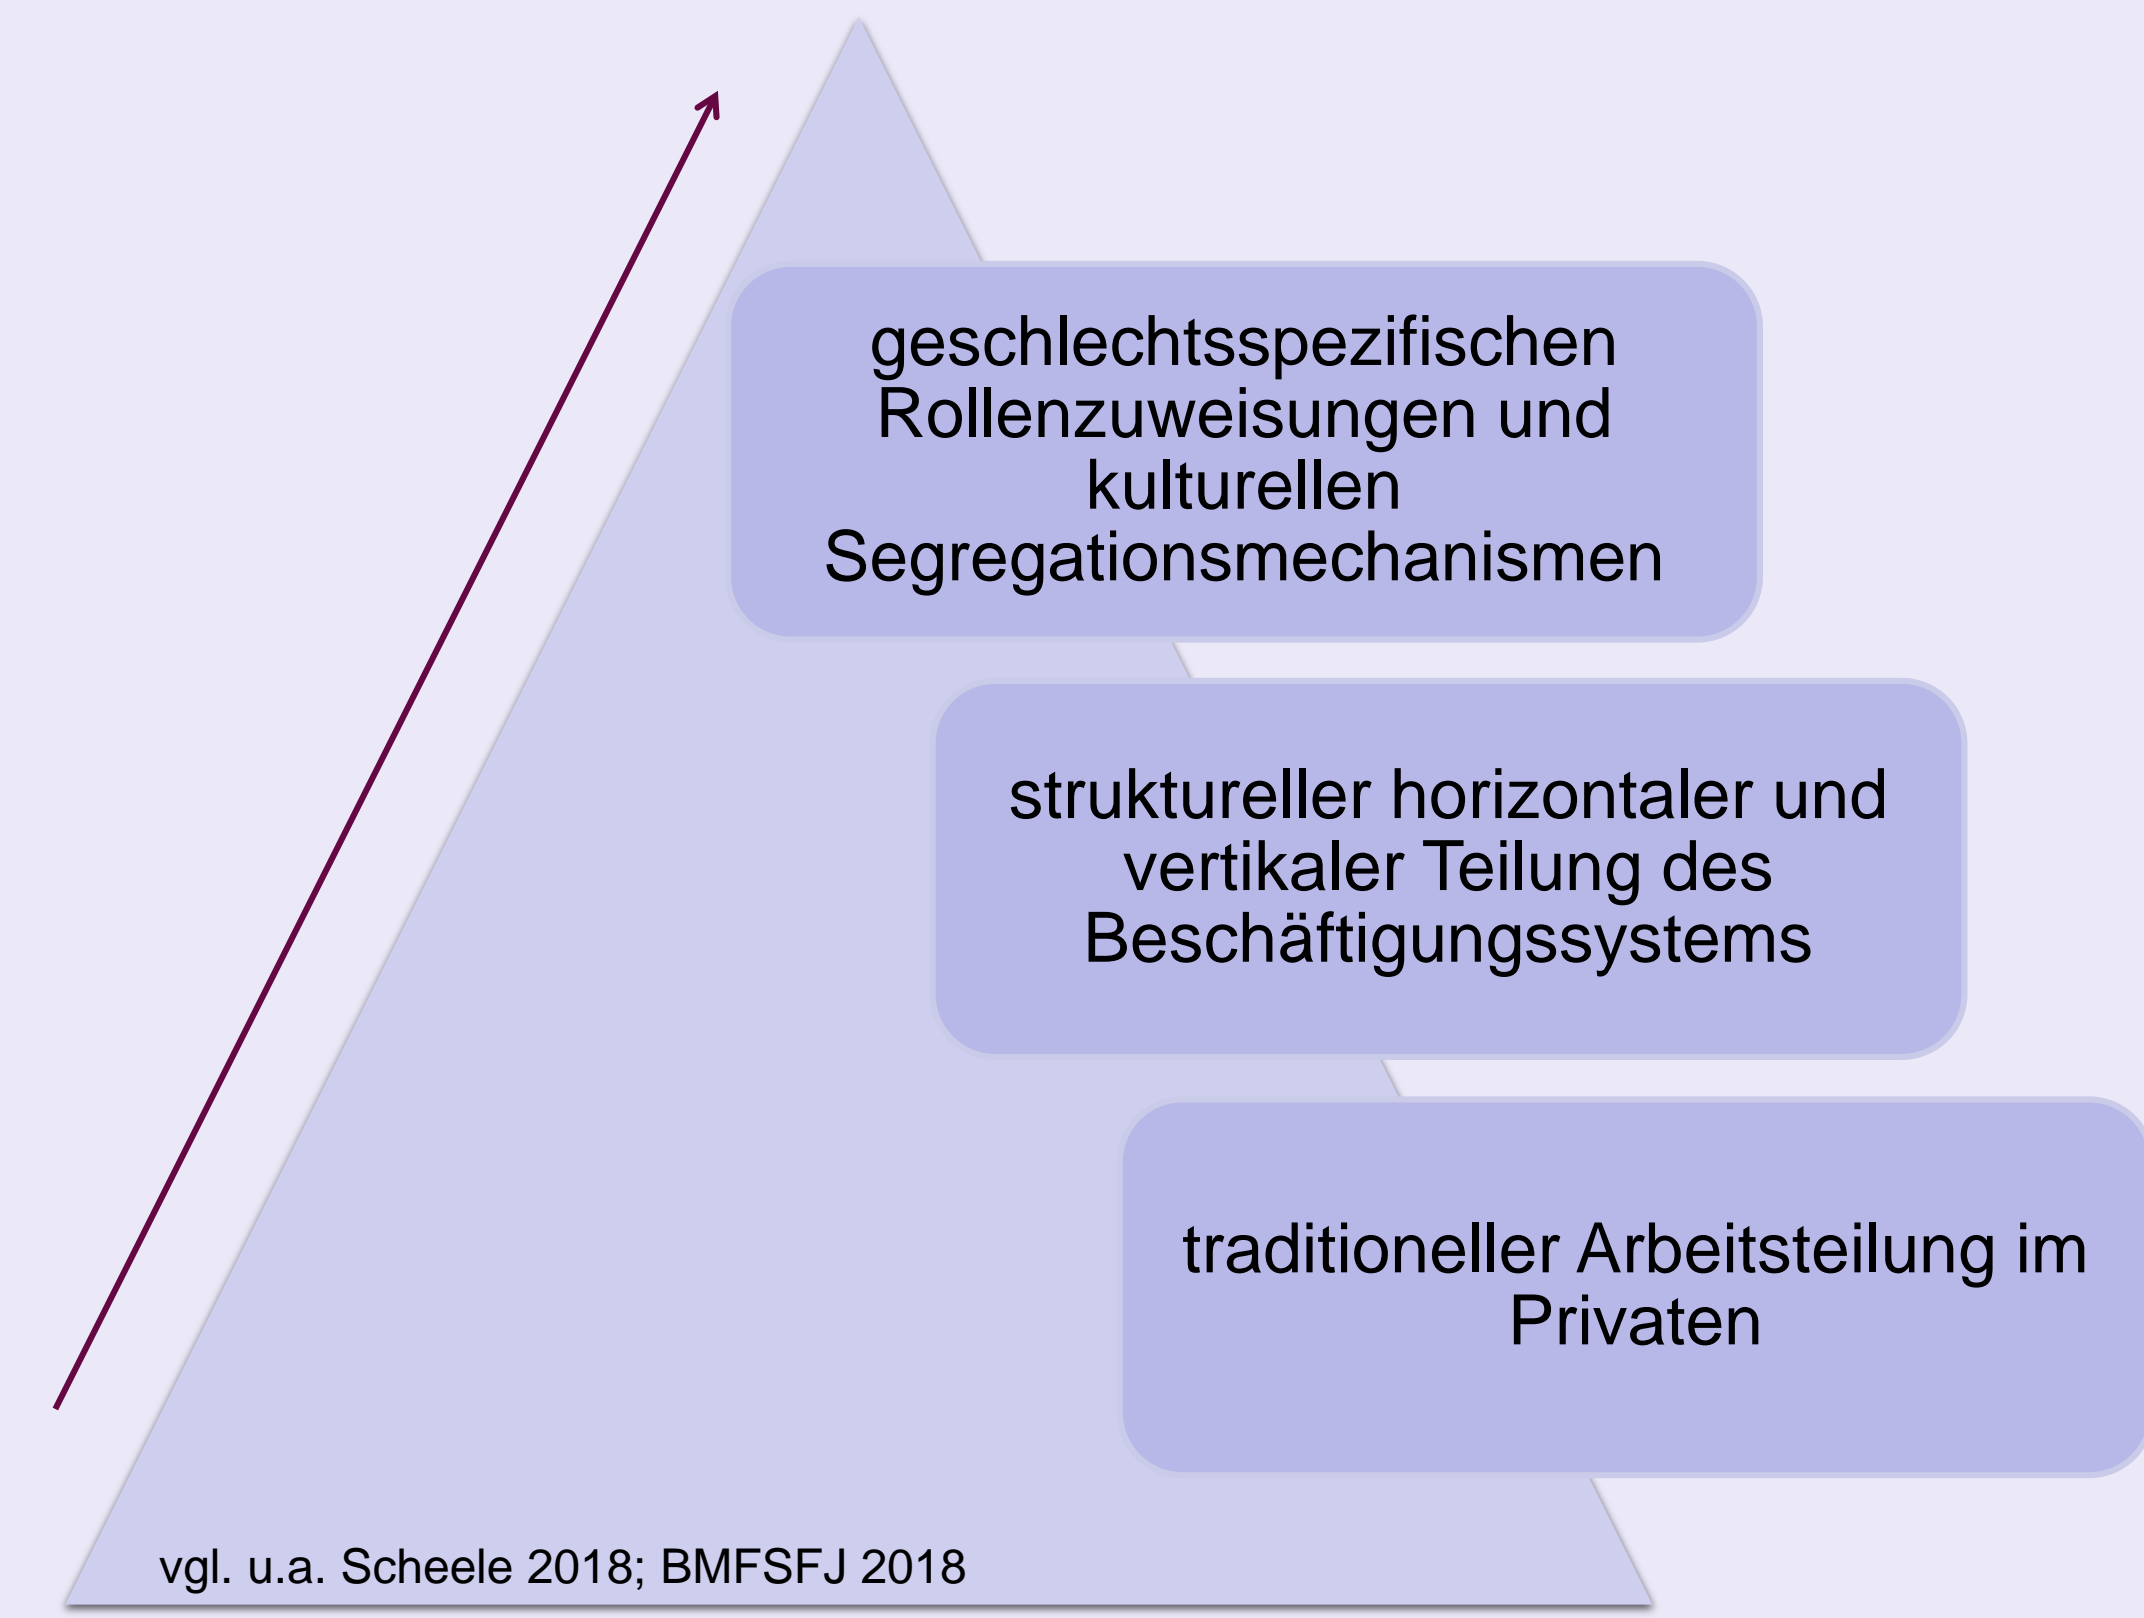 geschlechtsspezifischen
Rollenzuweisungen und
kulturellen
Segregationsmechanismen
struktureller horizontaler und
vertikaler Teilung des
Beschäftigungssystems
traditioneller Arbeitsteilung im
Privaten
vgl. u.a. Scheele 2018; BMFSFJ 2018